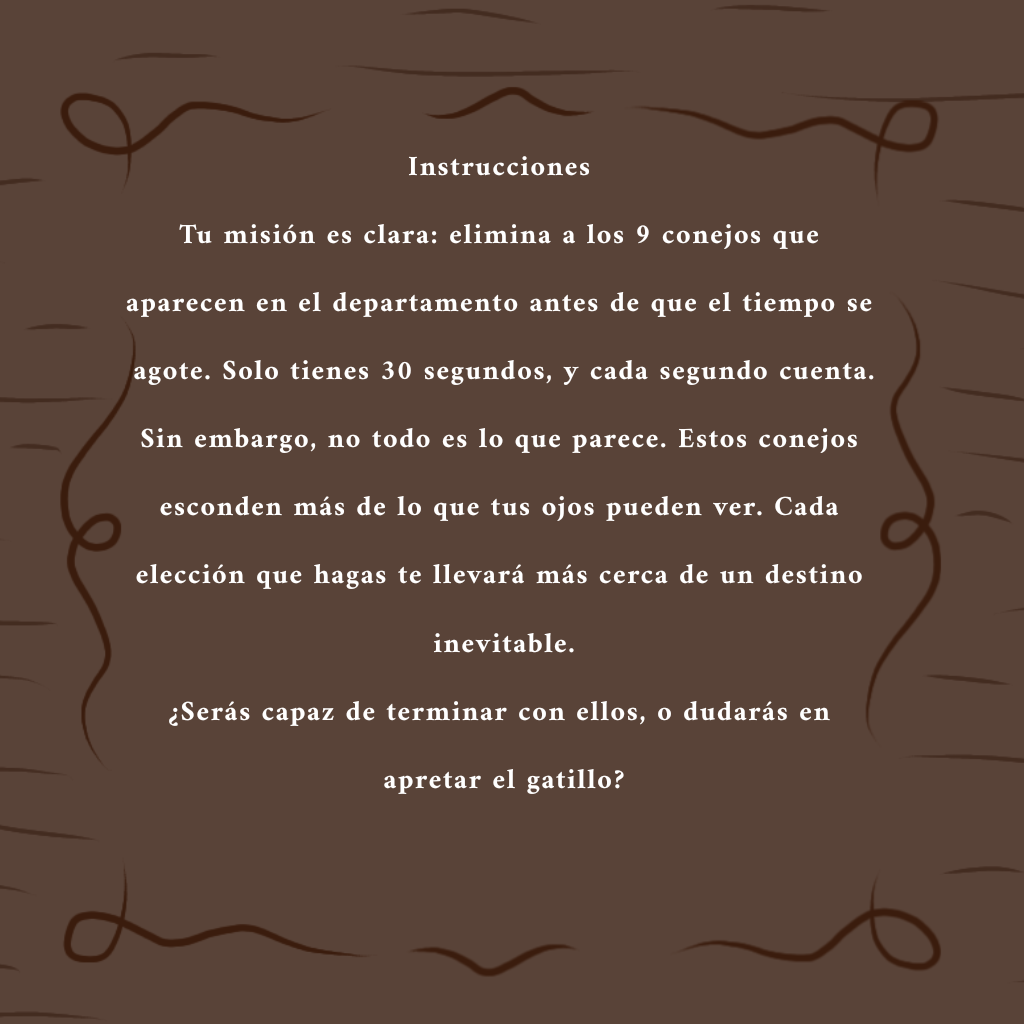 Instrucciones
Tu misión es clara: elimina a los 9 conejos que
aparecen en el departamento antes de que el tiempo se
agote. Solo tienes 30 segundos, y cada segundo cuenta.
Sin embargo, no todo es lo que parece. Estos conejos
esconden más de lo que tus ojos pueden ver. Cada
elección que hagas te llevará más cerca de un destino
inevitable.
¿Serás capaz de terminar con ellos, o dudarás en
apretar el gatillo?